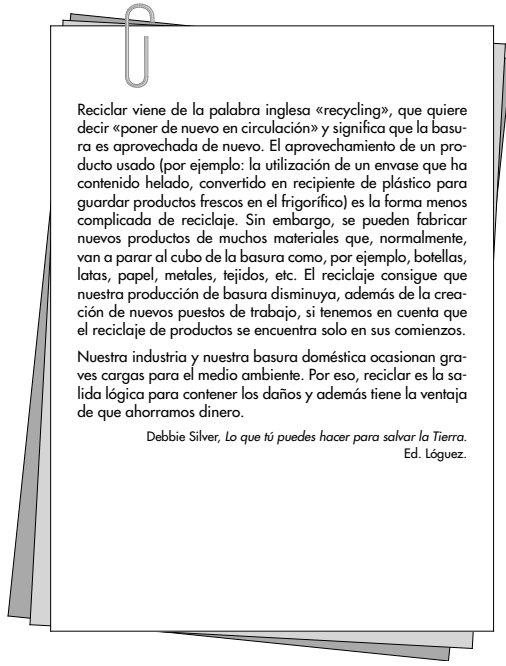 Reciclar viene de la palabra inglesa «recycling», que quiere
decir «poner de nuevo en circulación» y significa que la basu-
ra es aprovechada de nuevo. El aprovechamiento de un pro-
ducto usado (por ejemplo: la utilización de un envase que ha
contenido helado, convertido en recipiente de plástico para
guardar productos frescos en el frigorífico) es la forma menos
complicada de reciclaje. Sin embargo, se pueden fabricar
nuevos productos de muchos materiales que, normalmente,
van a parar al cubo de la basura como, por ejemplo, botellas,
latas, papel, metales, tejidos, etc. El reciclaje consigue que
nuestra producción de basura disminuya, además de la crea-
ción de nuevos puestos de trabajo, si tenemos en cuenta que
el reciclaje de productos se encuentra solo en sus comienzos.
Nuestra industria y nuestra basura doméstica ocasionan gra-
ves cargas para el medio ambiente. Por eso, reciclar es la sa-
lida lógica para contener los daños y además tiene la ventaja
de que ahorramos dinero.
Debbie Silver, Lo que tú puedes hacer para salvar la Tierra.
Ed. Lóguez.